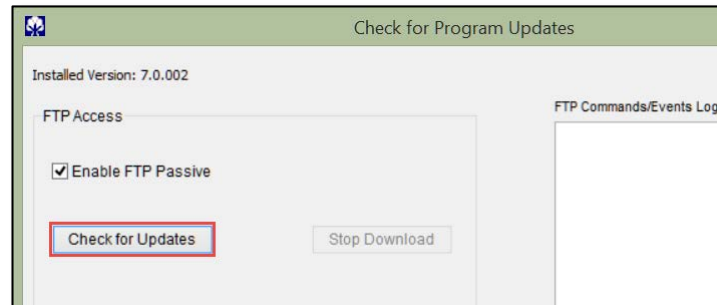 Check for Program Updates
Installed Version: 7.0.002
FTP Access
FTP Commands/Events Log
Enable FTP Passive
Check for Updates
Stop Download